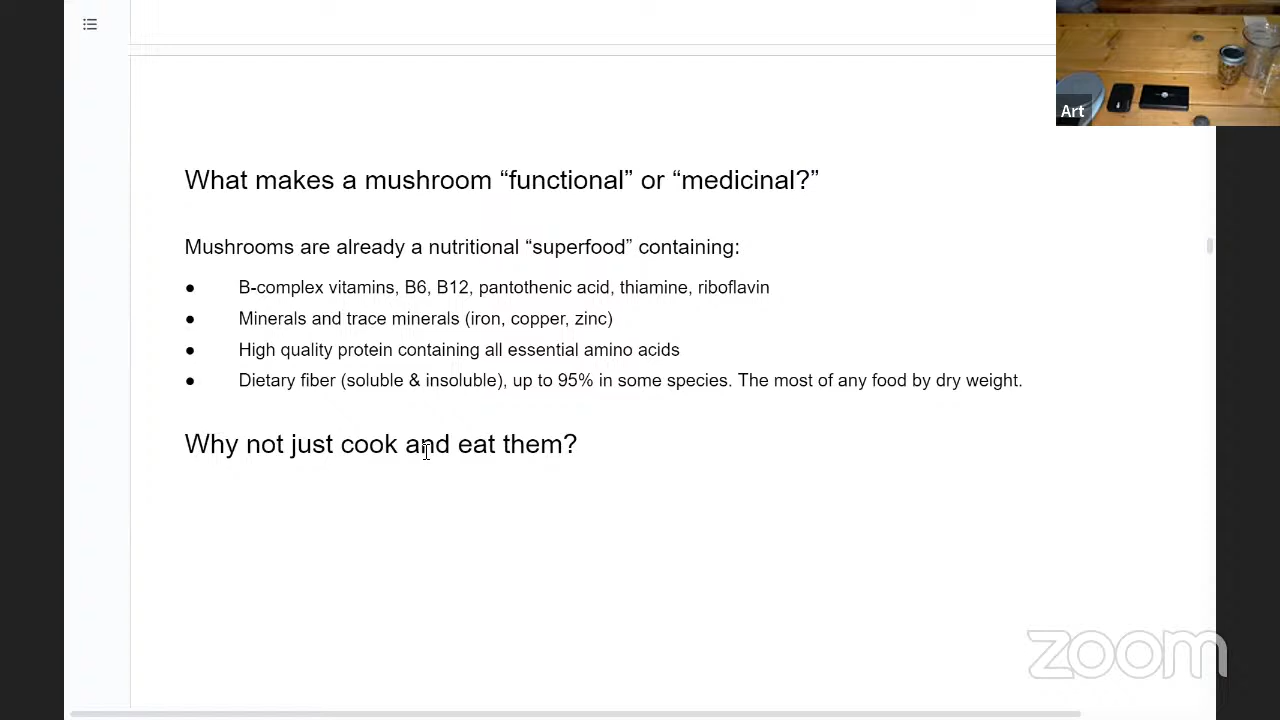 Art
What makes a mushroom “functional” or “medicinal?”
Mushrooms are already a nutritional “superfood” containing:
● B-complex vitamins, B6, B12, pantothenic acid, thiamine, riboflavin
● Minerals and trace minerals (iron, copper, zinc)
● High quality protein containing all essential amino acids
● Dietary fiber (soluble & insoluble), up to 95% in some species. The most of any food by dry weight.
Why not just cook and eat them?
zoom